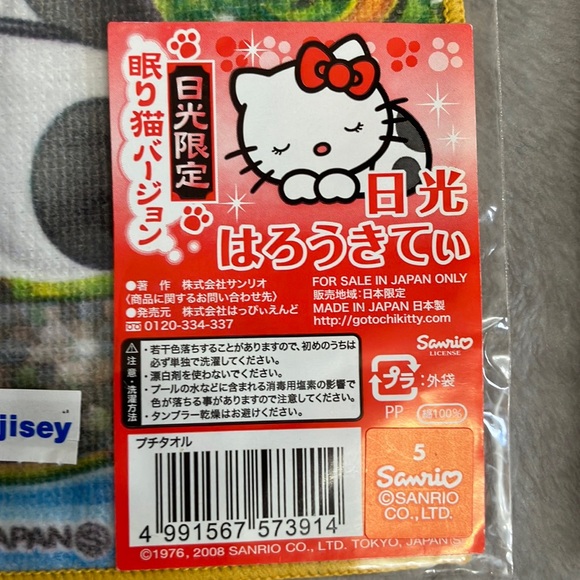 日光限定
眠り猫バージョン
日光
はろうきてぃ
●著 作 株式会社サンリオ
〈商品に関するお問い合わせ先〉
●発売元 株式会社はっぴぃえんど
0120-334-337
FOR SALE IN JAPAN ONLY
販売地域:日本限定
MADE IN JAPAN 日本製
http://gotochikitty.com/
Sanrio
LICENSE
注意・洗濯方法
・若干色落ちすることがありますので、初めのうちは
必ず単独で洗濯してください。
・漂白剤を使わないでください。
・プールの水などに含まれる消毒用塩素の影響で
色が落ちる事がありますので注意してください。
・タンブラー乾燥はお避けください。
プラ:外袋
PP
綿100%
プチタオル
4 991567 573914
5
Sanrio
©SANRIO
CO.,LTD.
©1976, 2008 SANRIO CO., LTD. TOKYO, JAPAN Ⓢ
jisey
JAPAN Ⓢ